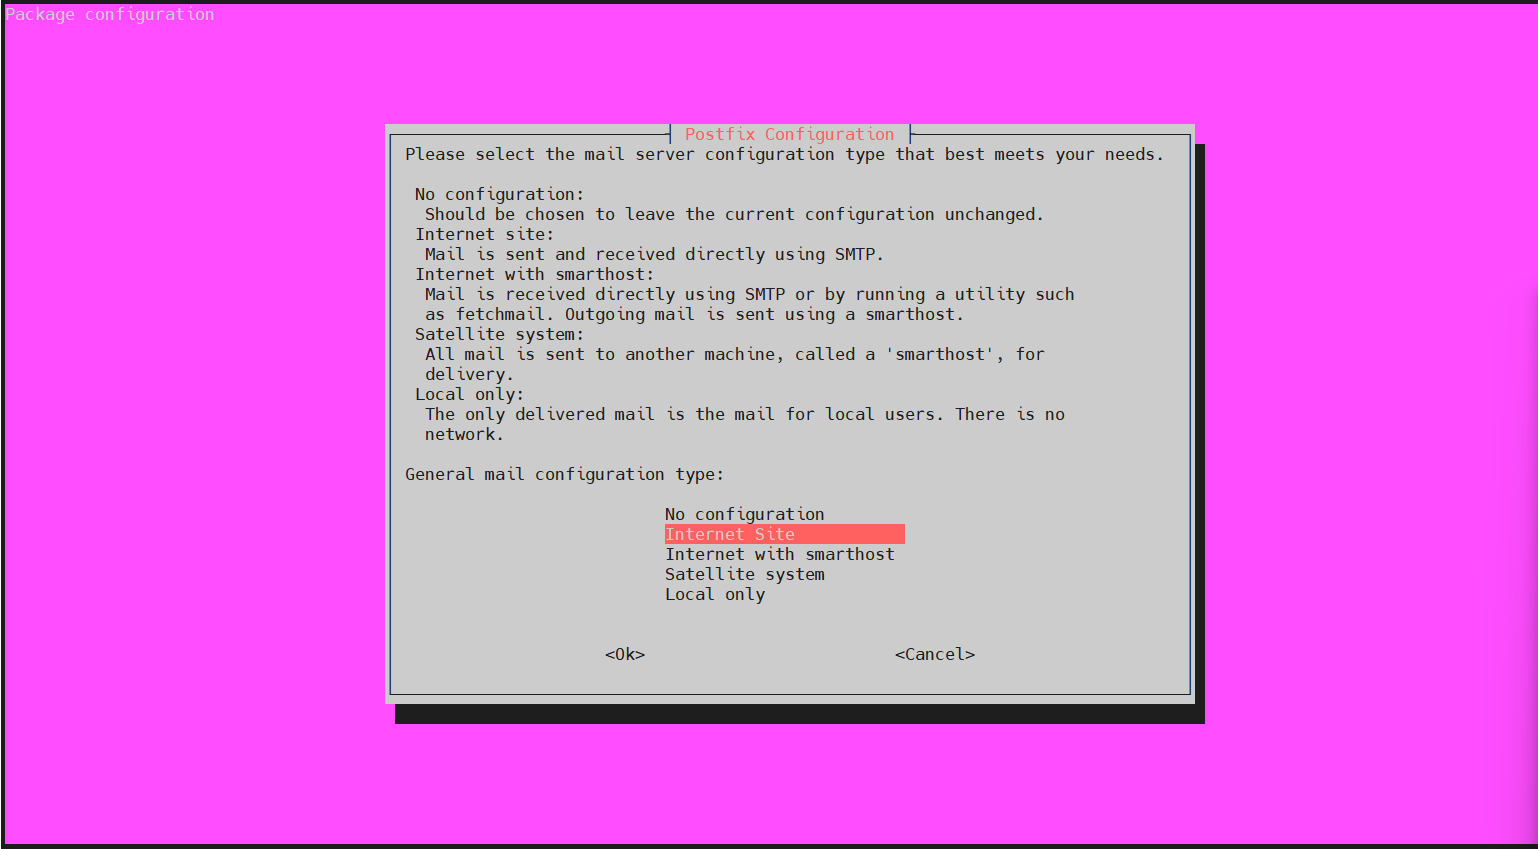 Package configuration
Postfix Configuration
Please select the mail server configuration type that best meets your needs.
No configuration:
Should be chosen to leave the current configuration unchanged.
Internet site:
Mail is sent and received directly using SMTP.
Internet with smarthost:
Mail is received directly using SMTP or by running a utility such
as fetchmail. Outgoing mail is sent using a smarthost.
Satellite system:
All mail is sent to another machine, called a 'smarthost', for
delivery.
Local only:
The only delivered mail is the mail for local users. There is no
network.
General mail configuration type:
No configuration
Internet Site
Internet with smarthost
Satellite system
Local only
<Ok> <Cancel>